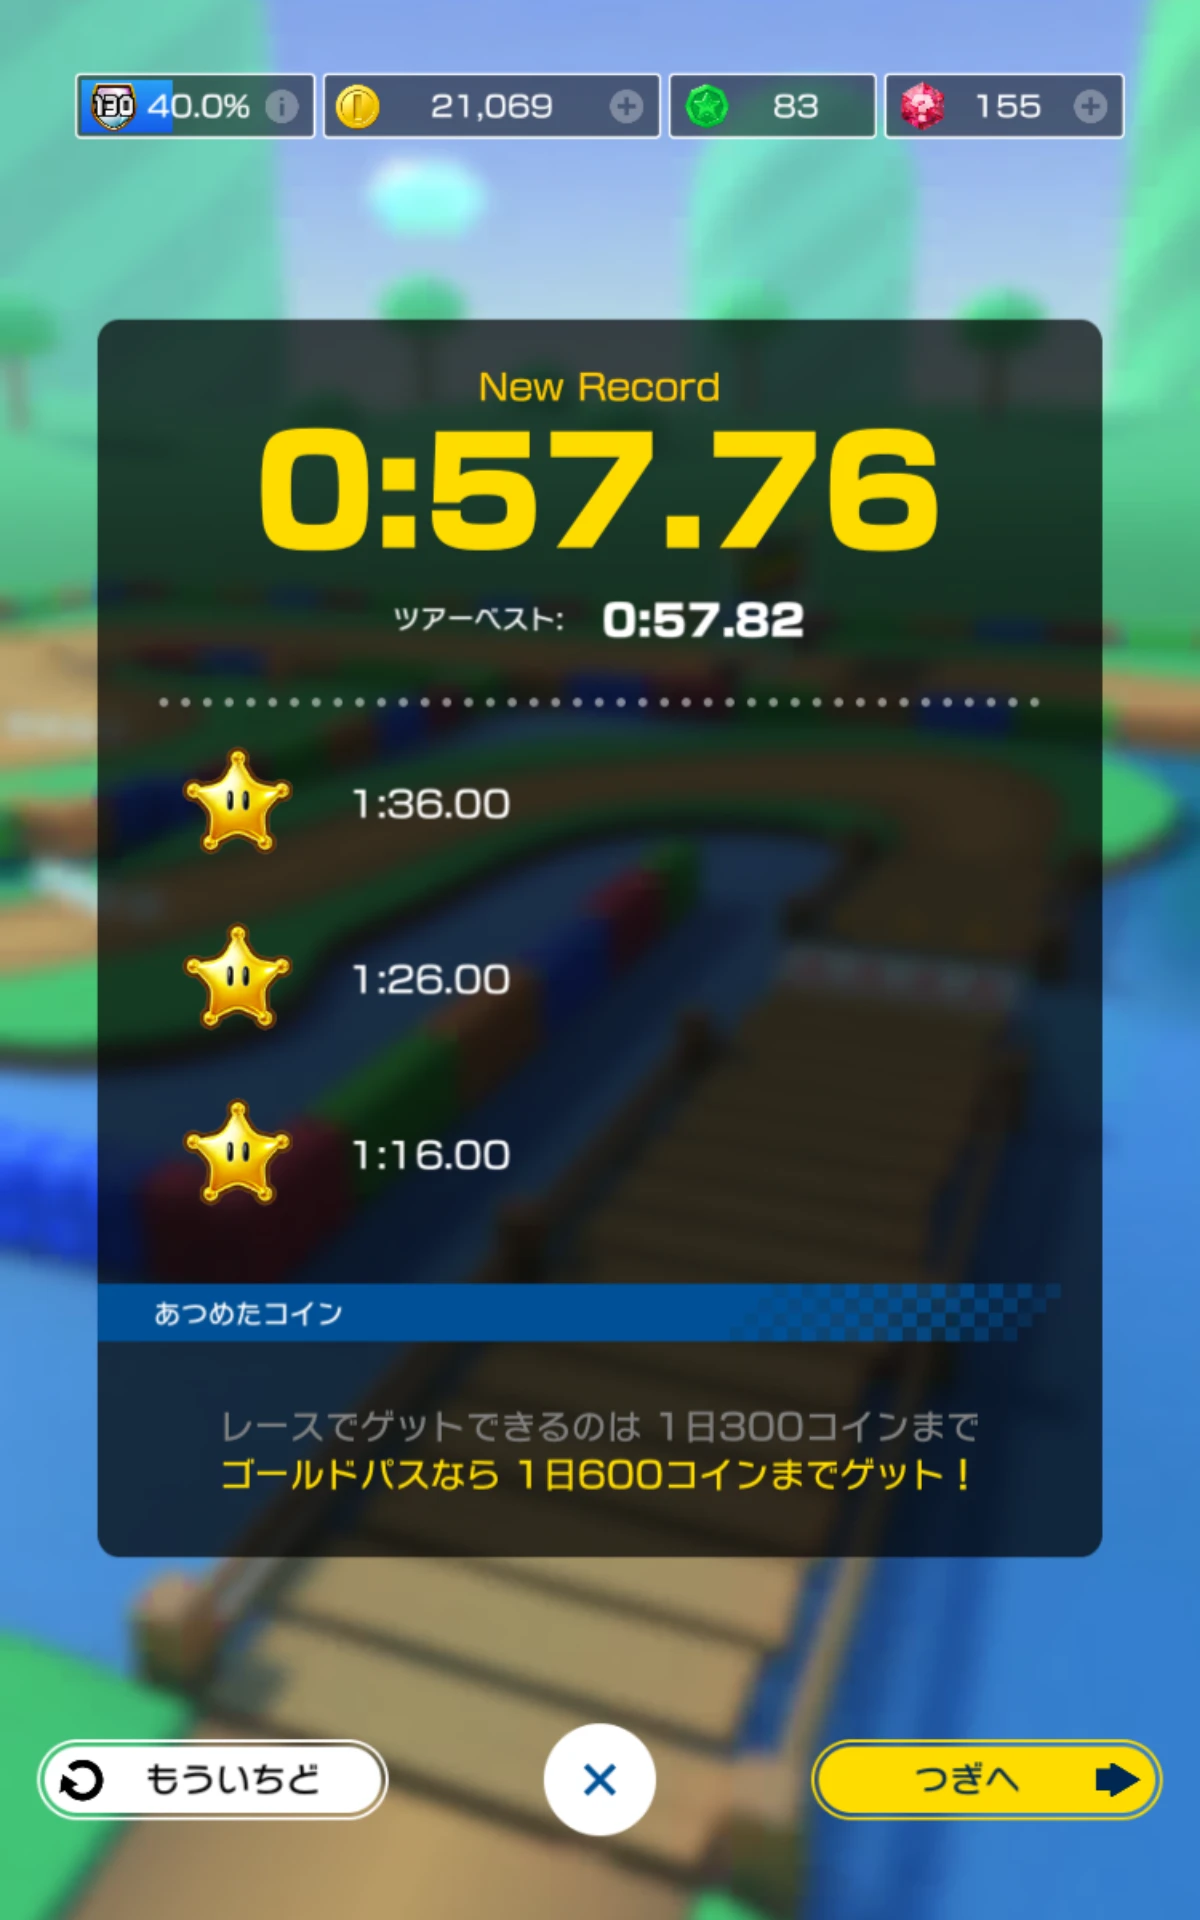 130 40.0% 21,069 83 155
New Record
0:57.76
ツアーベスト: 0:57.82
1:36.00
1:26.00
1:16.00
あつめたコイン
レースでゲットできるのは 1日300コインまで
ゴールドパスなら 1日600コインまでゲット！
もういちど つぎへ